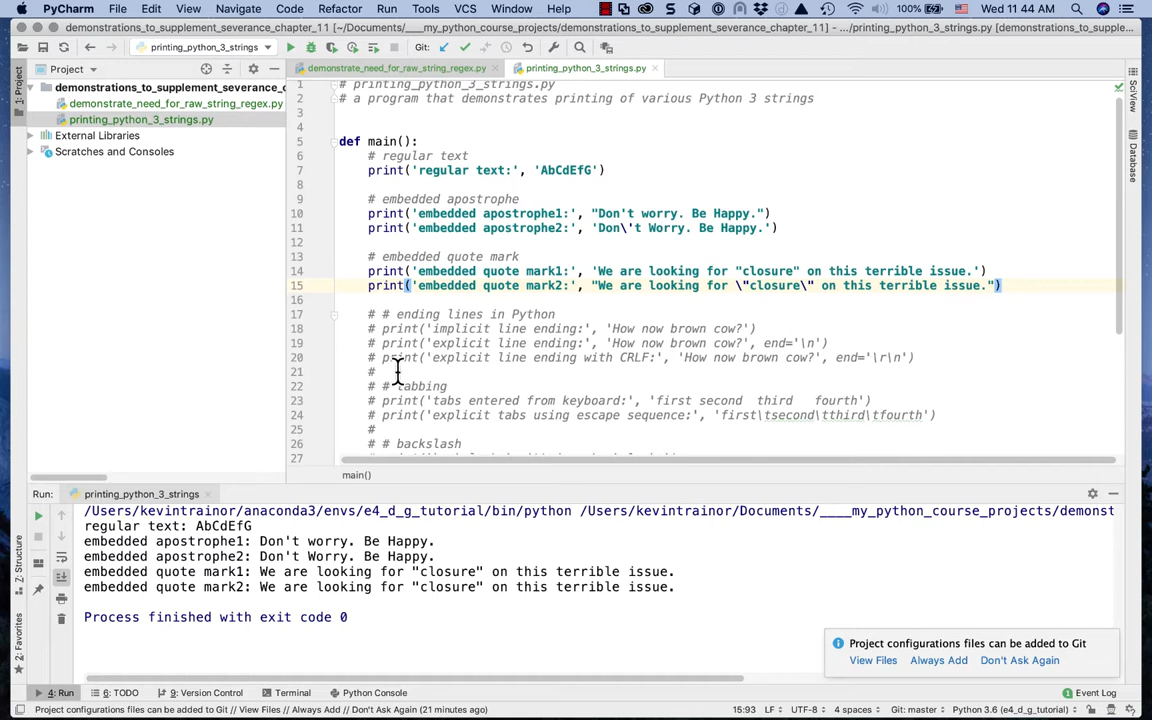 PyCharm File Edit View Navigate Code Refactor Run Tools VCS Window Help 100% Wed 11 44 AM
demonstrations_to_supplement_severance_chapter_11 [~/Documents/____my_python_course_projects/demonstrations_to_supplement_severance_chapter_11] - .../printing_python_3_strings.py [demonstrations_to_supple...
printing_python_3_strings Git:
Project
demonstrate_need_for_raw_string_regex.py printing_python_3_strings.py
1: Project
demonstrations_to_supplement_severance_c
demonstrate_need_for_raw_string_regex.py
printing_python_3_strings.py
External Libraries
Scratches and Consoles
1 # printing_python_3_strings.py
2 # a program that demonstrates printing of various Python 3 strings
3
4
5 def main():
6 # regular text
7 print('regular text:', 'AbCdEfG')
8
9 # embedded apostrophe
10 print('embedded apostrophe1:', "Don't worry. Be Happy.")
11 print('embedded apostrophe2:', 'Don\'t Worry. Be Happy.')
12
13 # embedded quote mark
14 print('embedded quote mark1:', 'We are looking for "closure" on this terrible issue.')
15 print('embedded quote mark2:', "We are looking for \"closure\" on this terrible issue.")
16
17 # # ending lines in Python
18 # print('implicit line ending:', 'How now brown cow?')
19 # print('explicit line ending:', 'How now brown cow?', end='\n')
20 # print('explicit line ending with CRLF:', 'How now brown cow?', end='\r\n')
21 #
22 # # tabbing
23 # print('tabs entered from keyboard:', 'first second third fourth')
24 # print('explicit tabs using escape sequence:', 'first\tsecond\tthird\tfourth')
25 #
26 # # backslash
27
main()
SciView
Database
Run: printing_python_3_strings
/Users/kevintrainor/anaconda3/envs/e4_d_g_tutorial/bin/python /Users/kevintrainor/Documents/____my_python_course_projects/demonst
regular text: AbCdEfG
embedded apostrophe1: Don't worry. Be Happy.
embedded apostrophe2: Don't Worry. Be Happy.
embedded quote mark1: We are looking for "closure" on this terrible issue.
embedded quote mark2: We are looking for "closure" on this terrible issue.
Process finished with exit code 0
7: Structure
2: Favorites
Project configurations files can be added to Git
View Files Always Add Don't Ask Again
4: Run 6: TODO 9: Version Control Terminal Python Console Event Log
Project configurations files can be added to Git // View Files // Always Add // Don't Ask Again (21 minutes ago) 15:93 LF UTF-8 4 spaces Git: master Python 3.6 (e4_d_g_tutorial)